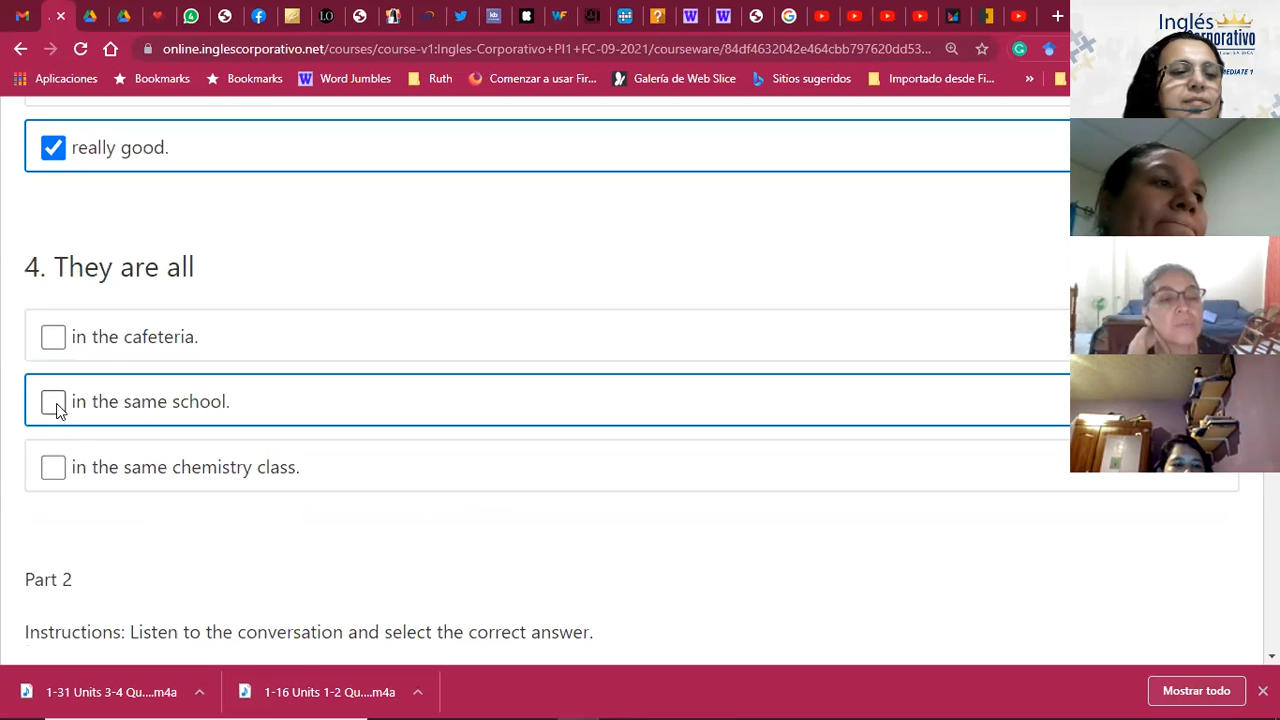 online.inglescorporativo.net/courses/course-v1:Ingles-Corporativo+PI1+FC-09-2021/courseware/84df4632042e464cbb797620dd53...
Aplicaciones Bookmarks Bookmarks Word Jumbles Ruth Comenzar a usar Fir... Galería de Web Slice Sitios sugeridos Importado desde Fi... »
Inglés
Corporativo
MEDIATE 1
really good.
4. They are all
in the cafeteria.
in the same school.
in the same chemistry class.
Part 2
Instructions: Listen to the conversation and select the correct answer.
1-31 Units 3-4 Qu....m4a
1-16 Units 1-2 Qu....m4a
Mostrar todo